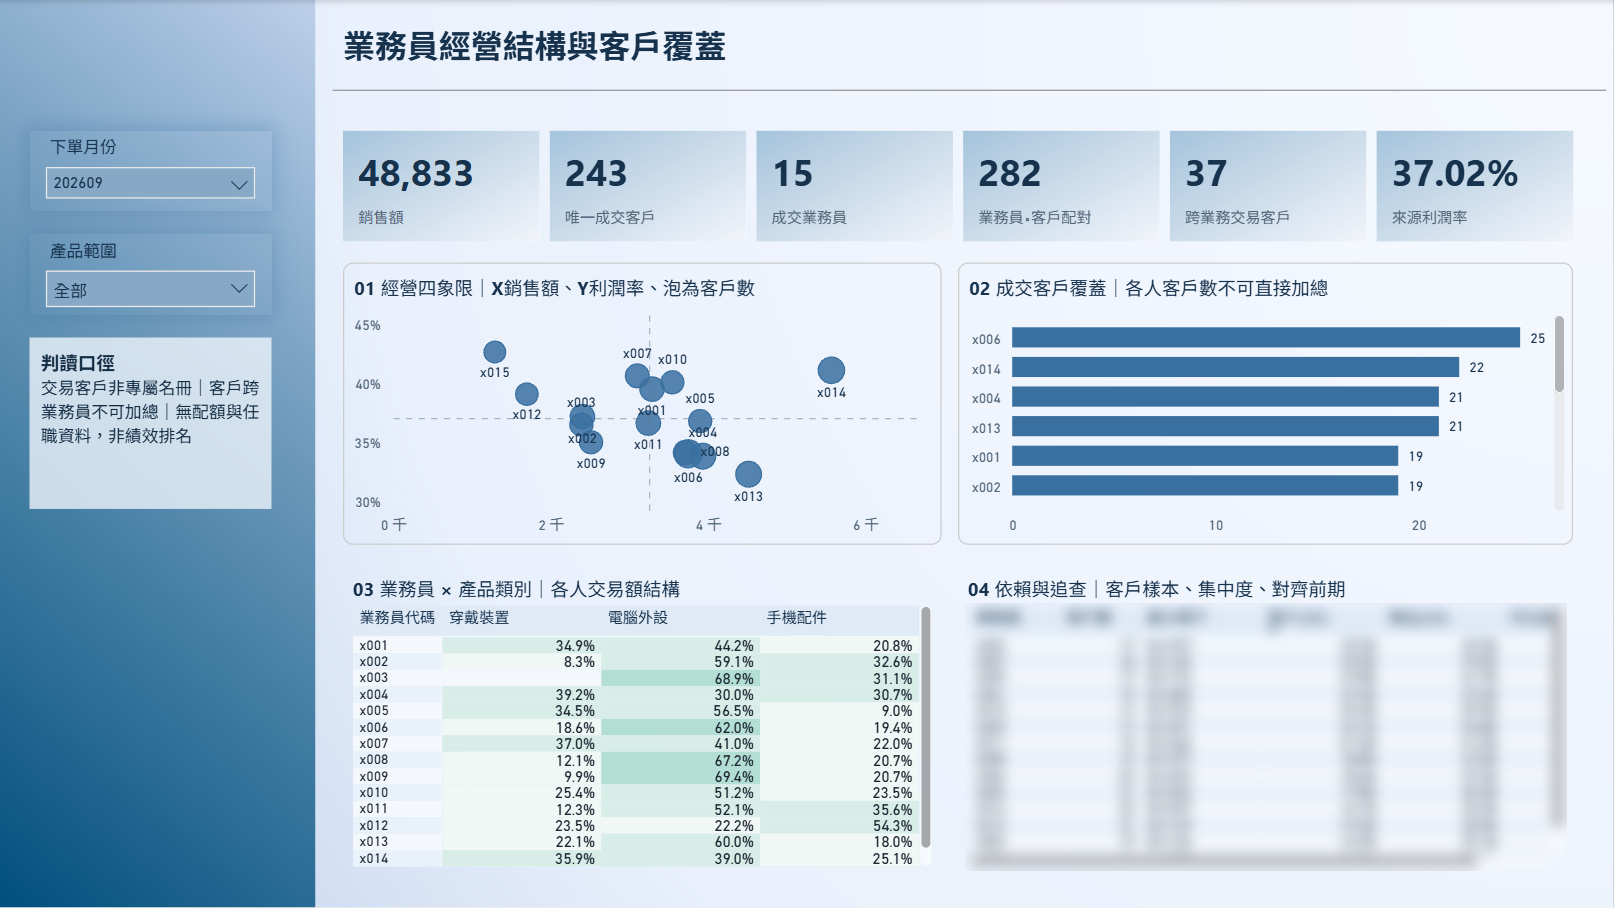 業務員經營結構與客戶覆蓋
下單月份
202609
產品範圍
全部
判讀口徑
交易客戶非專屬名冊｜客戶跨
業務員不可加總｜無配額與任
職資料，非績效排名
48,833
銷售額
243
唯一成交客戶
15
成交業務員
282
業務員·客戶配對
37
跨業務交易客戶
37.02%
來源利潤率
01 經營四象限｜X銷售額、Y利潤率、泡為客戶數
45%
40%
35%
30%
0 千
2 千
4 千
6 千
x015
x012
x003
x002
x009
x007
x010
x001
x011
x005
x004
x008
x006
x013
x014
02 成交客戶覆蓋｜各人客戶數不可直接加總
x006 25
x014 22
x004 21
x013 21
x001 19
x002 19
0 10 20
03 業務員 × 產品類別｜各人交易額結構
業務員代碼 穿戴裝置 電腦外設 手機配件
x001 34.9% 44.2% 20.8%
x002 8.3% 59.1% 32.6%
x003 68.9% 31.1%
x004 39.2% 30.0% 30.7%
x005 34.5% 56.5% 9.0%
x006 18.6% 62.0% 19.4%
x007 37.0% 41.0% 22.0%
x008 12.1% 67.2% 20.7%
x009 9.9% 69.4% 20.7%
x010 25.4% 51.2% 23.5%
x011 12.3% 52.1% 35.6%
x012 23.5% 22.2% 54.3%
x013 22.1% 60.0% 18.0%
x014 35.9% 39.0% 25.1%
04 依賴與追查｜客戶樣本、集中度、對齊前期